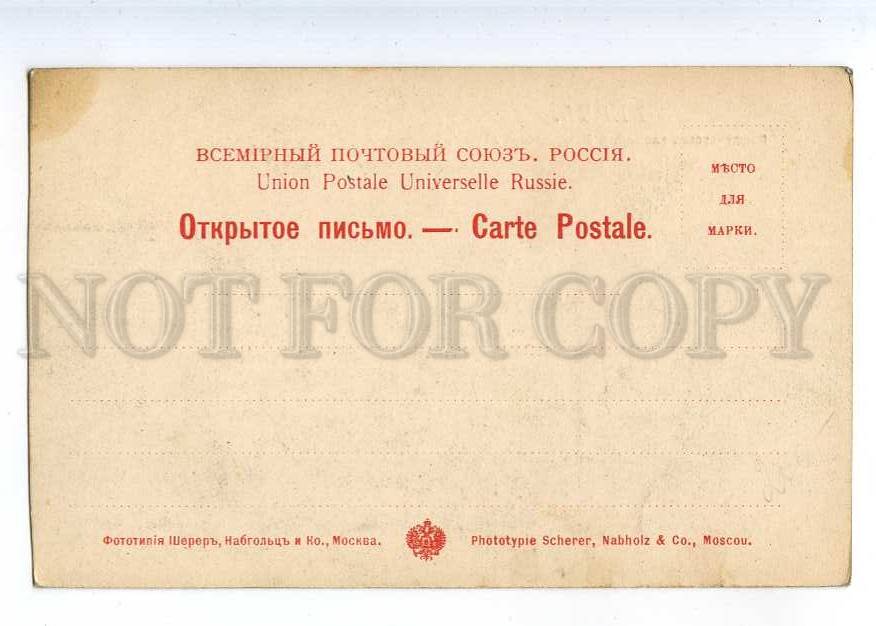 ВСЕМІРНЫЙ ПОЧТОВЫЙ СОЮЗЪ. РОССІЯ.
Union Postale Universelle Russie.
Открытое письмо. — Carte Postale.
МѢСТО
ДЛЯ
МАРКИ.
NOT FOR COPY
Фототипія Шереръ, Набгольцъ и Ко., Москва.
Phototypie Scherer, Nabholz & Co., Moscou.